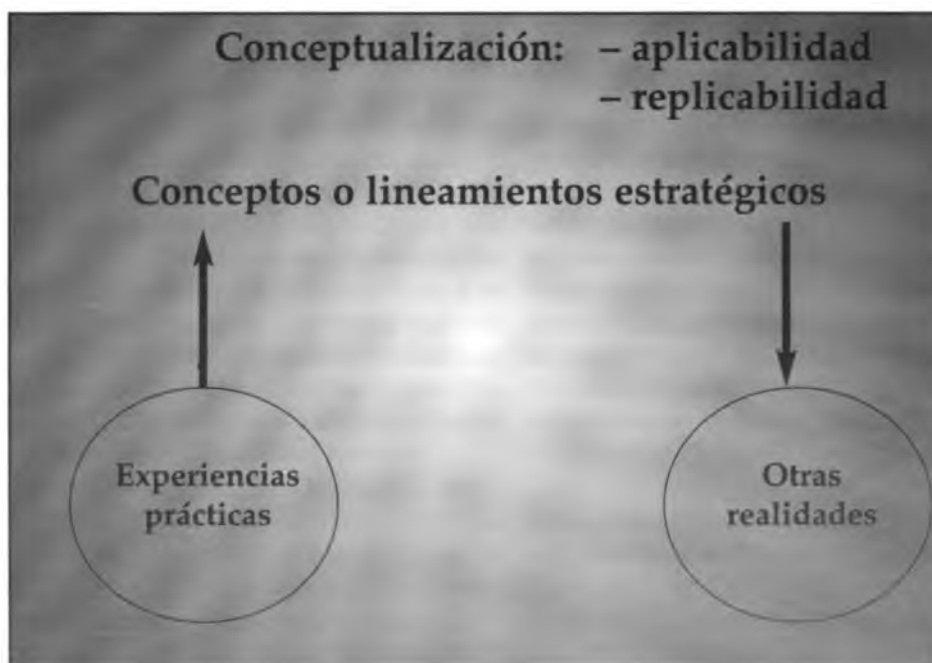 Conceptualización: – aplicabilidad
– replicabilidad
Conceptos o lineamientos estratégicos
Experiencias
prácticas
Otras
realidades